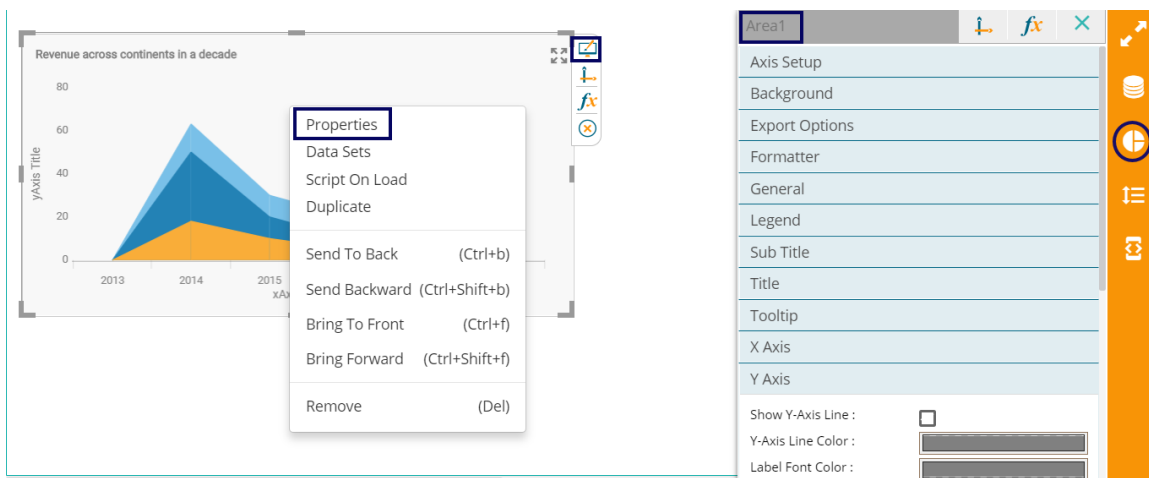 Revenue across continents in a decade
80
60
40
20
0
yAxis Title
2013 2014 2015
xAx
fx
Properties
Data Sets
Script On Load
Duplicate
Send To Back (Ctrl+b)
Send Backward (Ctrl+Shift+b)
Bring To Front (Ctrl+f)
Bring Forward (Ctrl+Shift+f)
Remove (Del)
Area1 fx
Axis Setup
Background
Export Options
Formatter
General
Legend
Sub Title
Title
Tooltip
X Axis
Y Axis
Show Y-Axis Line :
Y-Axis Line Color :
Label Font Color :